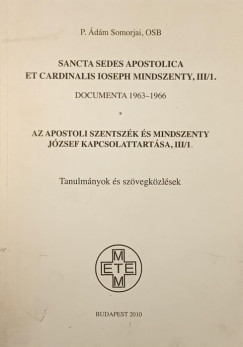 P. Ádám Somorjai, OSB
SANCTA SEDES APOSTOLICA
ET CARDINALIS IOSEPH MINDSZENTY, III/1.
DOCUMENTA 1963–1966
*
AZ APOSTOLI SZENTSZÉK ÉS MINDSZENTY
JÓZSEF KAPCSOLATTARTÁSA, III/1.
Tanulmányok és szövegközlések
M
ETEM
E
M
BUDAPEST 2010